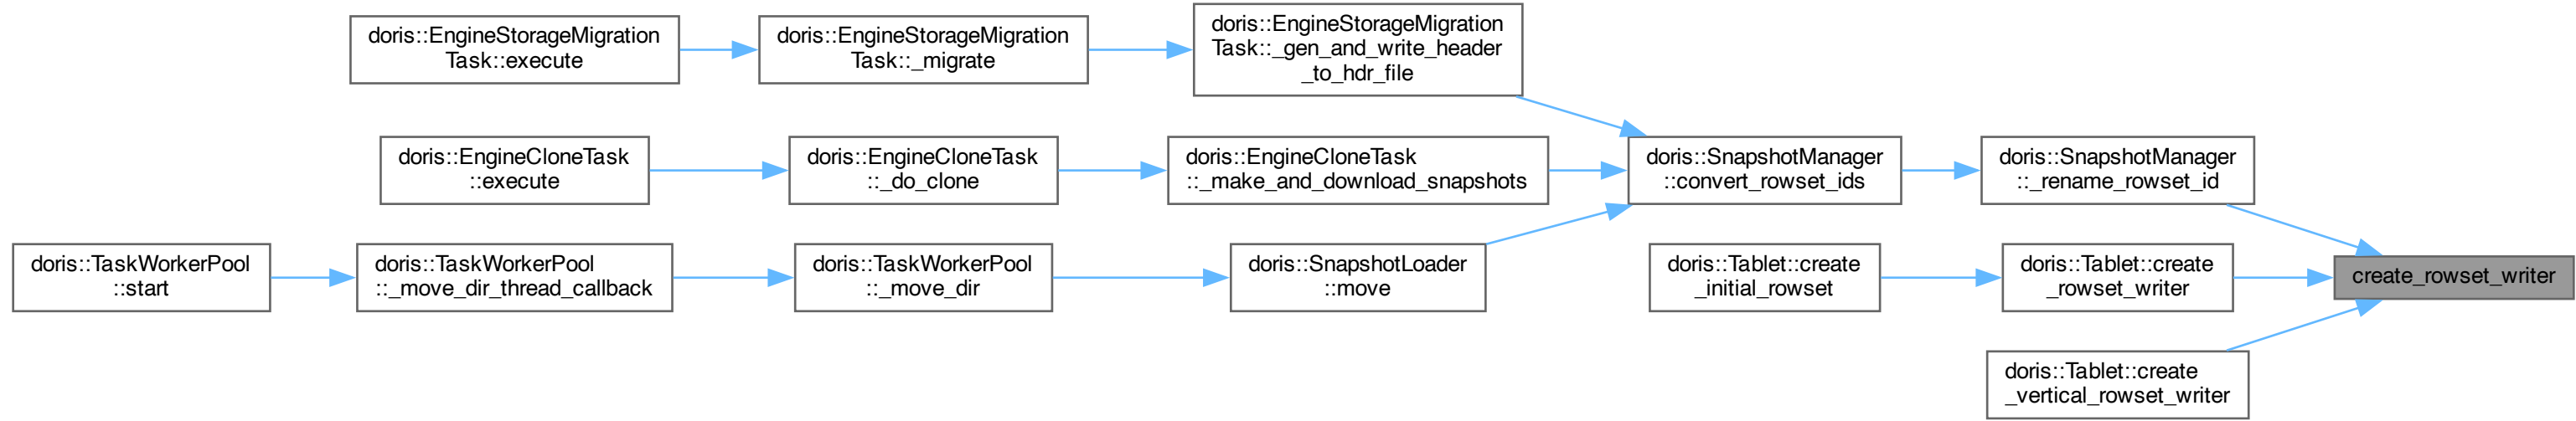 doris::EngineStorageMigration
Task::execute
doris::EngineStorageMigration
Task::_migrate
doris::EngineStorageMigration
Task::_gen_and_write_header
_to_hdr_file
doris::EngineCloneTask
::execute
doris::EngineCloneTask
::_do_clone
doris::EngineCloneTask
::_make_and_download_snapshots
doris::SnapshotManager
::convert_rowset_ids
doris::SnapshotManager
::_rename_rowset_id
doris::TaskWorkerPool
::start
doris::TaskWorkerPool
::_move_dir_thread_callback
doris::TaskWorkerPool
::_move_dir
doris::SnapshotLoader
::move
doris::Tablet::create
_initial_rowset
doris::Tablet::create
_rowset_writer
create_rowset_writer
doris::Tablet::create
_vertical_rowset_writer